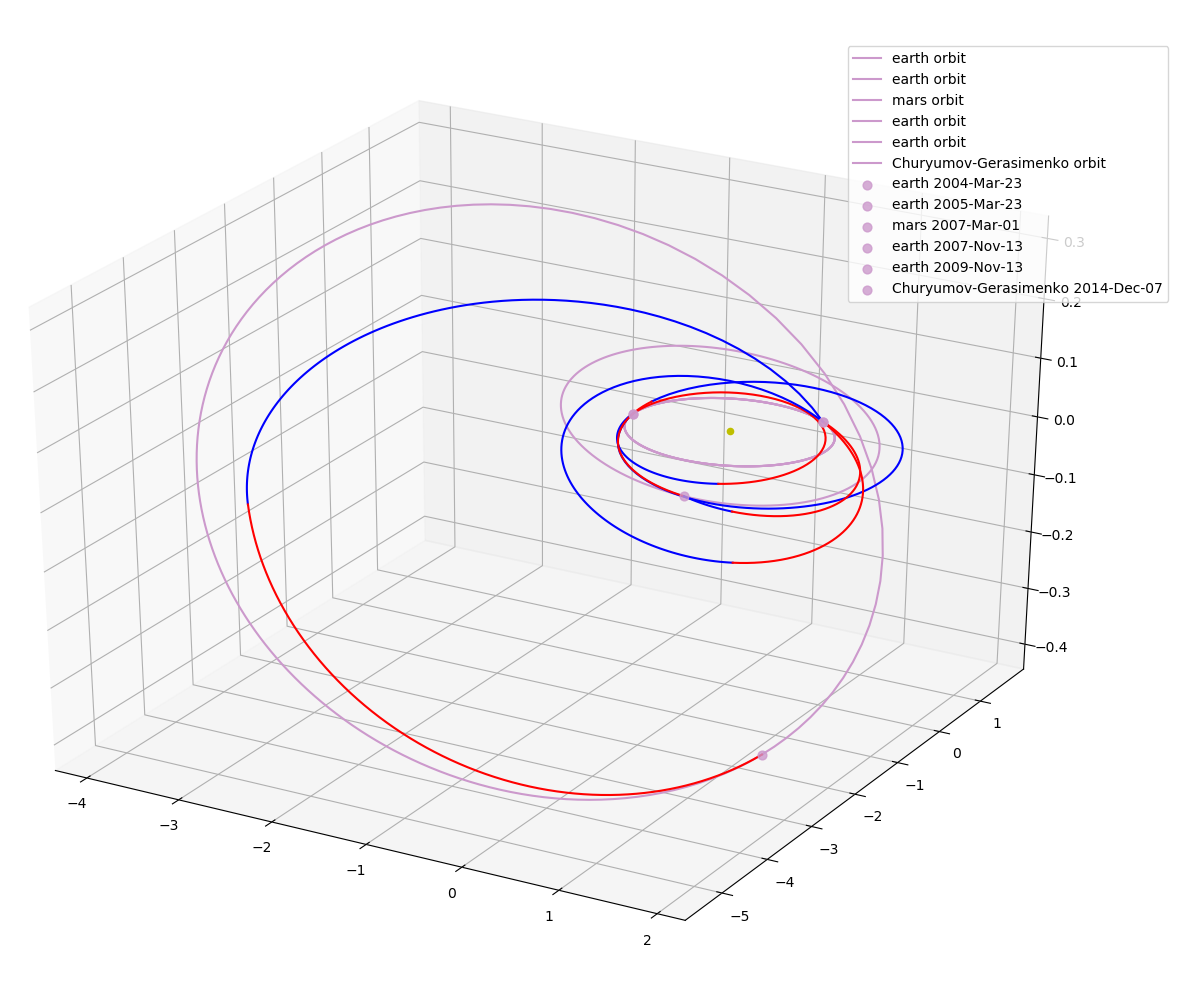 earth orbit
earth orbit
mars orbit
earth orbit
earth orbit
Churyumov-Gerasimenko orbit
earth 2004-Mar-23
earth 2005-Mar-23
mars 2007-Mar-01
earth 2007-Nov-13
earth 2009-Nov-13
Churyumov-Gerasimenko 2014-Dec-07
0.3
0.2
0.1
0.0
−0.1
−0.2
−0.3
−0.4
1
0
−1
−2
−3
−4
−5
−4
−3
−2
−1
0
1
2